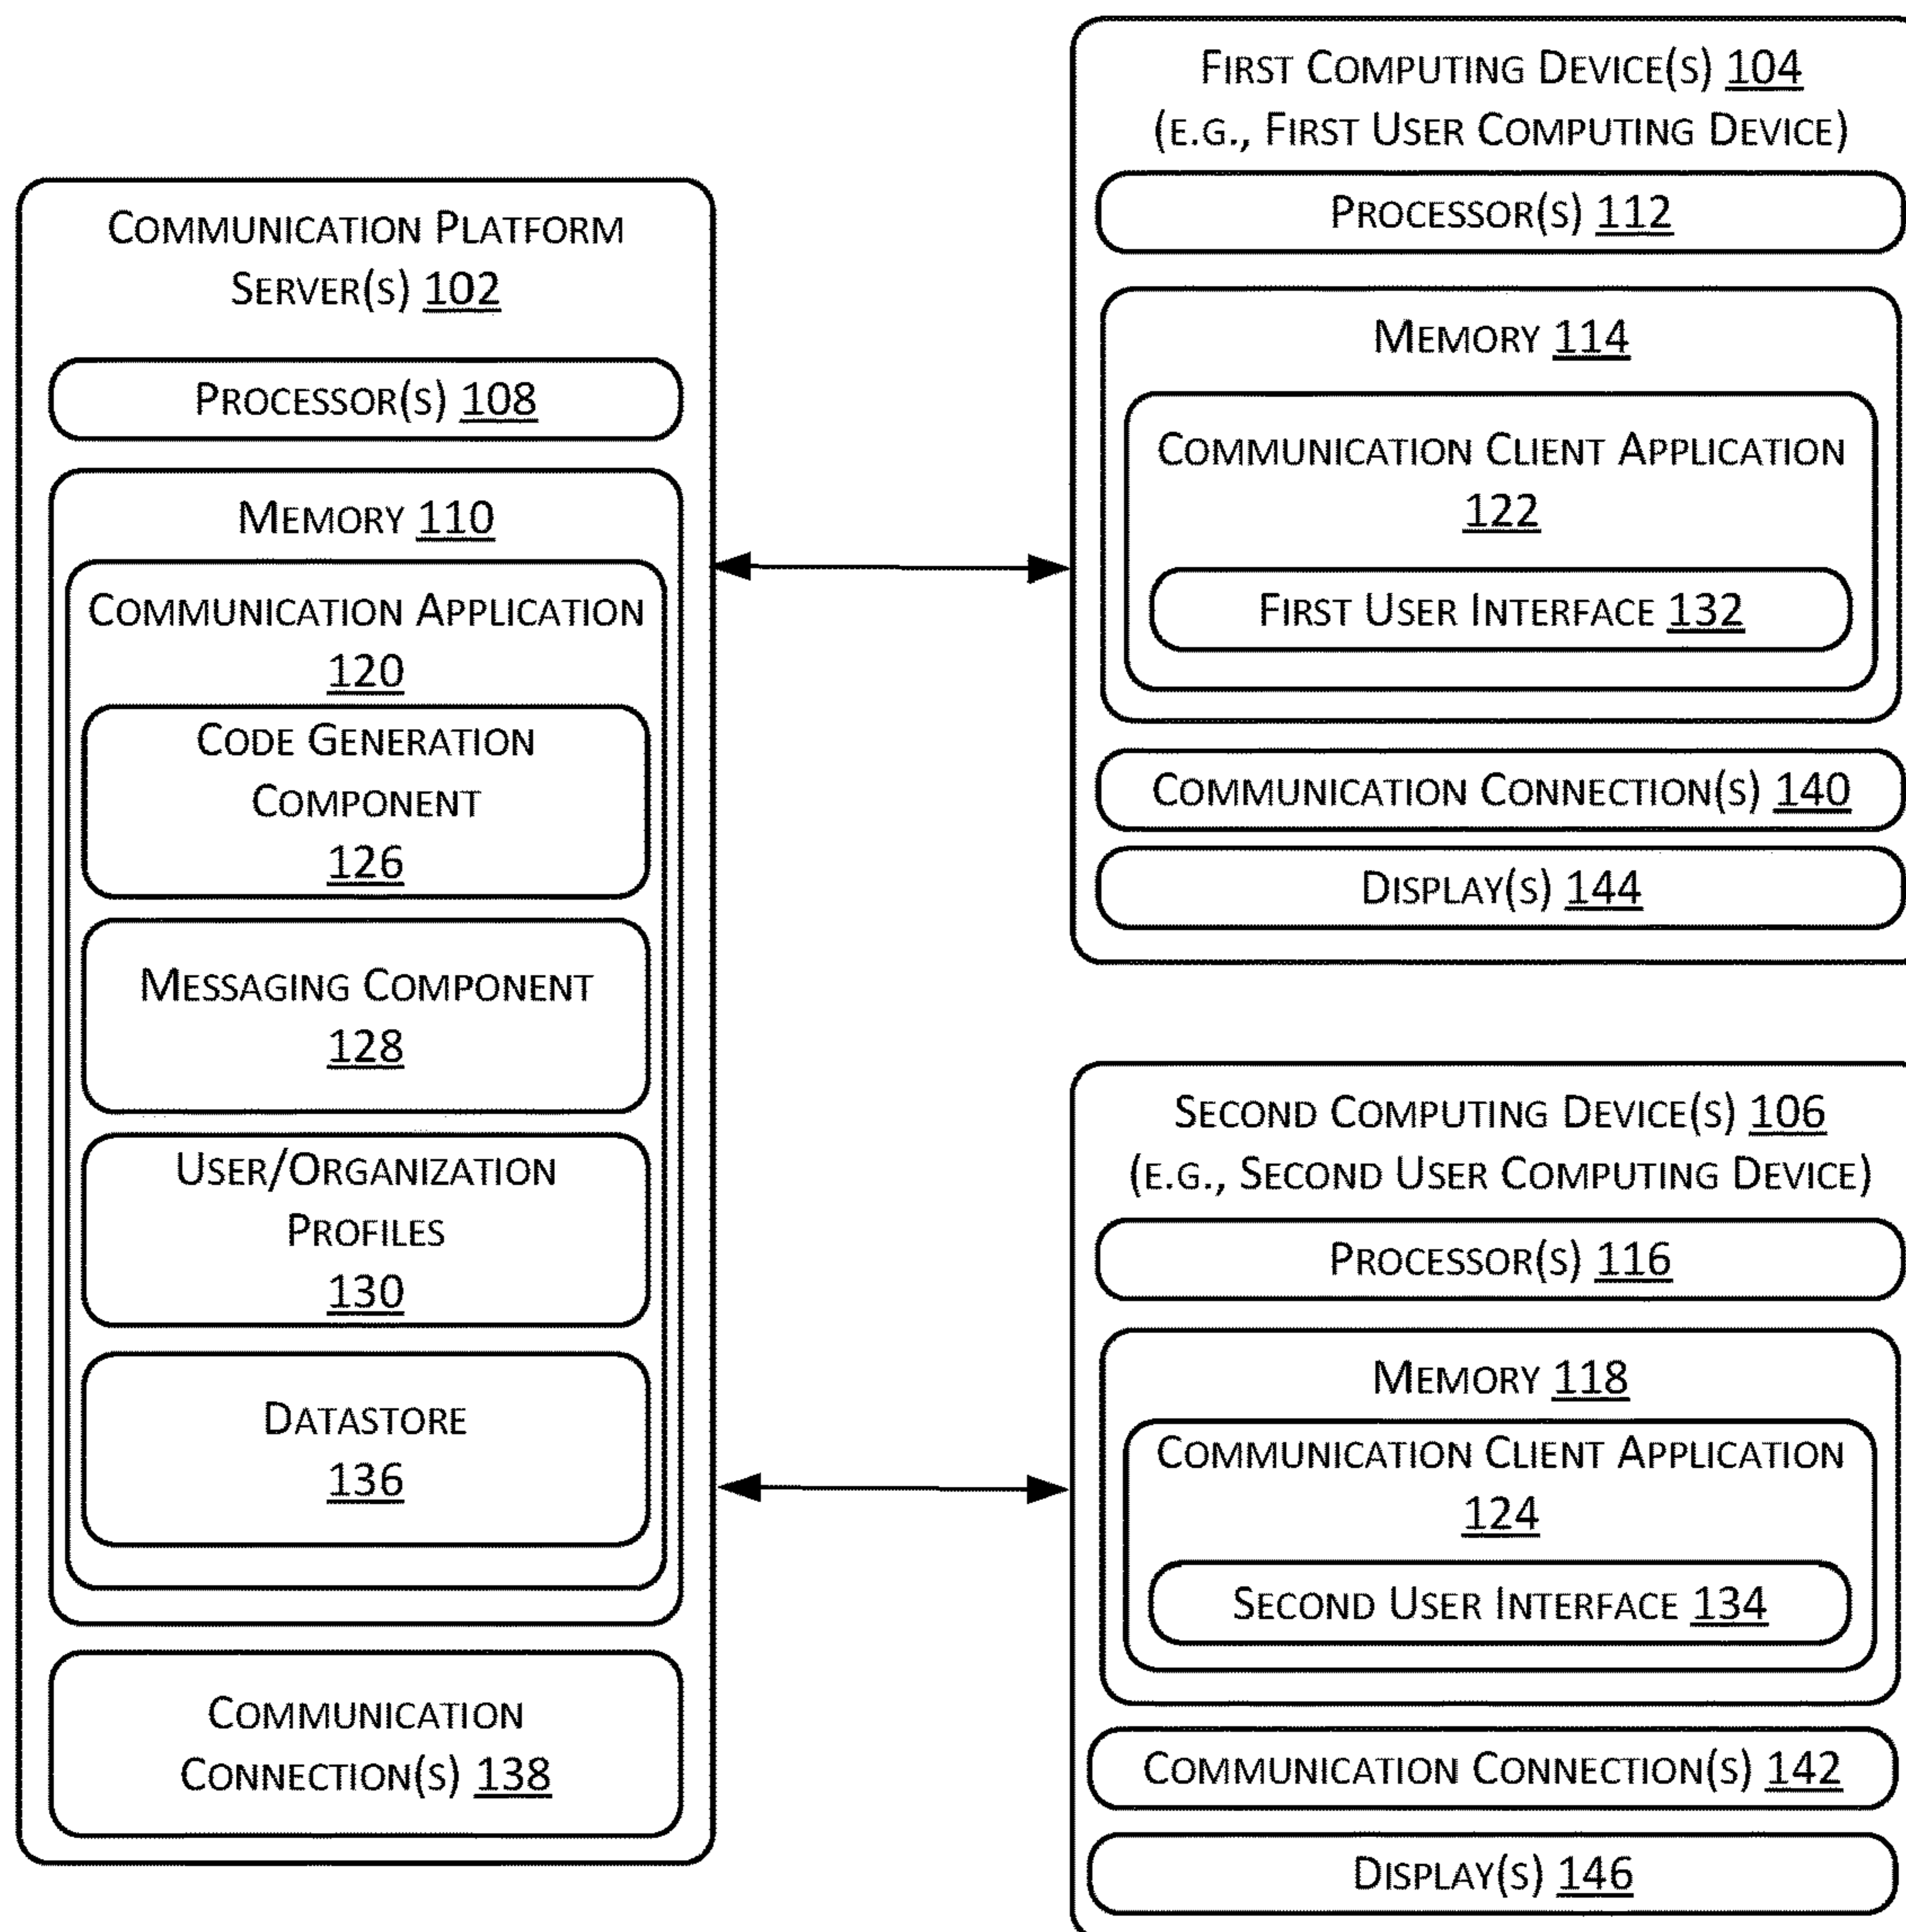 Communication Platform
Server(s) 102
Processor(s) 108
Memory 110
Communication Application
120
Code Generation
Component
126
Messaging Component
128
User/Organization
Profiles
130
Datastore
136
Communication
Connection(s) 138
First Computing Device(s) 104
(e.g., First User Computing Device)
Processor(s) 112
Memory 114
Communication Client Application
122
First User Interface 132
Communication Connection(s) 140
Display(s) 144
Second Computing Device(s) 106
(e.g., Second User Computing Device)
Processor(s) 116
Memory 118
Communication Client Application
124
Second User Interface 134
Communication Connection(s) 142
Display(s) 146